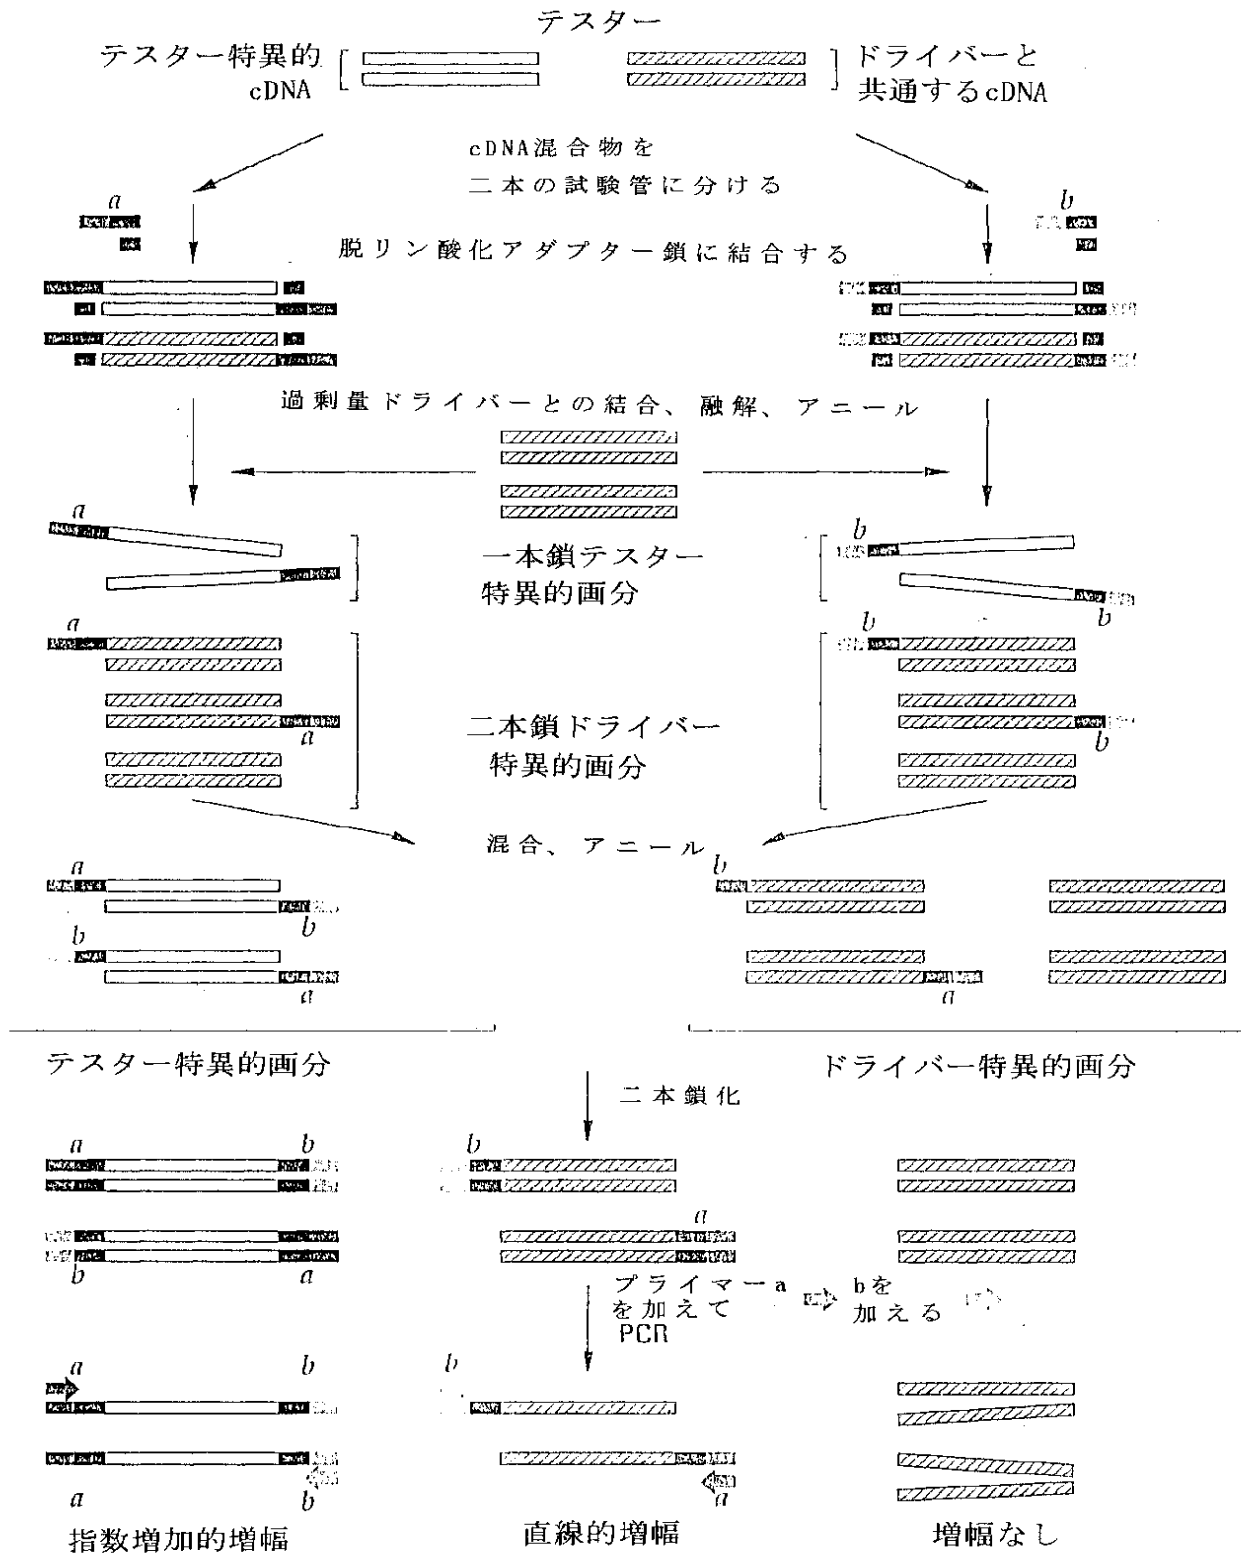 テスター
テスター特異的
cDNA
ドライバーと
共通するcDNA
cDNA混合物を
二本の試験管に分ける
a
b
脱リン酸化アダプター鎖に結合する
過剰量ドライバーとの結合、融解、アニール
a
b
一本鎖テスター
特異的画分
b
a
b
二本鎖ドライバー
特異的画分
a
b
混合、アニール
a
b
b
b
a
a
テスター特異的画分
ドライバー特異的画分
二本鎖化
a
b
b
a
b
a
プライマーa
を加えて
PCR
bを
加える
a
b
b
a
b
a
指数増加的増幅
直線的増幅
増幅なし